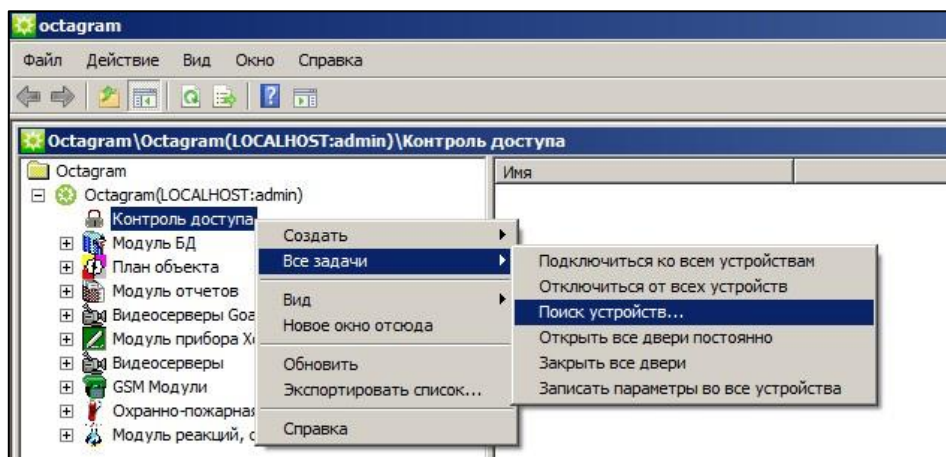 octagram
Файл Действие Вид Окно Справка
Octagram\Octagram(LOCALHOST:admin)\Контроль доступа
Octagram
Octagram(LOCALHOST:admin)
Контроль доступа
Модуль БД
План объекта
Модуль отчетов
Видеосерверы Goa
Модуль прибора
Видеосерверы
GSM Модули
Охранно-пожарная
Модуль реакций,
Имя
Создать
Все задачи
Вид
Новое окно отсюда
Обновить
Экспортировать список...
Справка
Подключиться ко всем устройствам
Отключиться от всех устройств
Поиск устройств...
Открыть все двери постоянно
Закрыть все двери
Записать параметры во все устройства